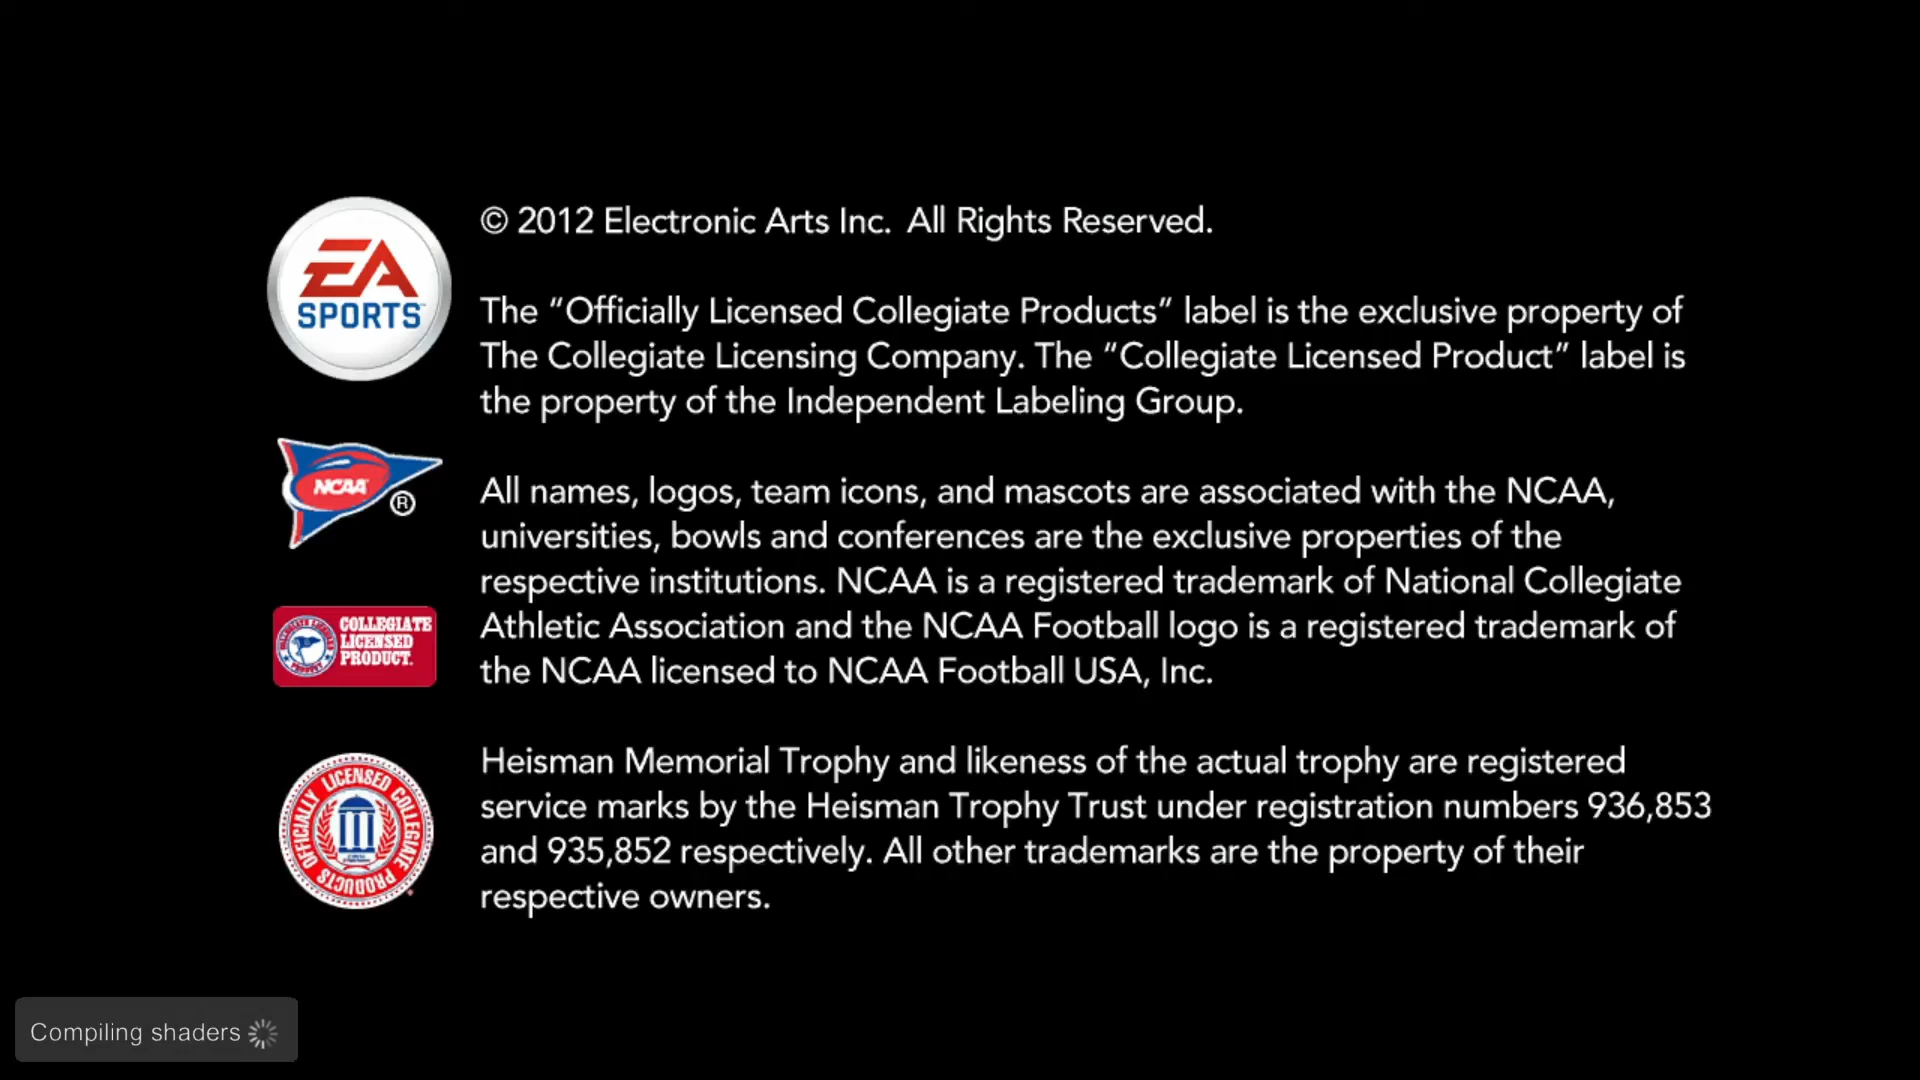 © 2012 Electronic Arts Inc. All Rights Reserved.
EA
SPORTS™
The “Officially Licensed Collegiate Products” label is the exclusive property of
The Collegiate Licensing Company. The “Collegiate Licensed Product” label is
the property of the Independent Labeling Group.
NCAA
®
All names, logos, team icons, and mascots are associated with the NCAA,
universities, bowls and conferences are the exclusive properties of the
respective institutions. NCAA is a registered trademark of National Collegiate
Athletic Association and the NCAA Football logo is a registered trademark of
the NCAA licensed to NCAA Football USA, Inc.
COLLEGIATE
LICENSED
PRODUCT.
Heisman Memorial Trophy and likeness of the actual trophy are registered
service marks by the Heisman Trophy Trust under registration numbers 936,853
and 935,852 respectively. All other trademarks are the property of their
respective owners.
OFFICIALLY LICENSED COLLEGIATE PRODUCTS
Compiling shaders